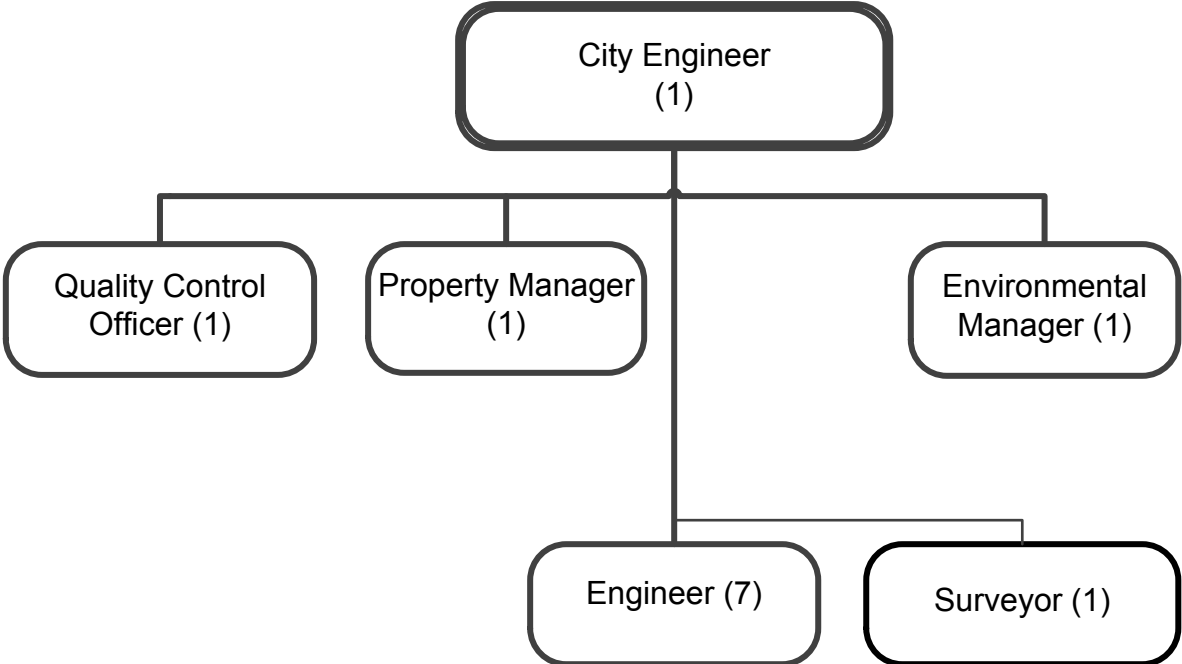 City Engineer
(1)
Quality Control
Officer (1)
Property Manager
(1)
Environmental
Manager (1)
Engineer (7)
Surveyor (1)